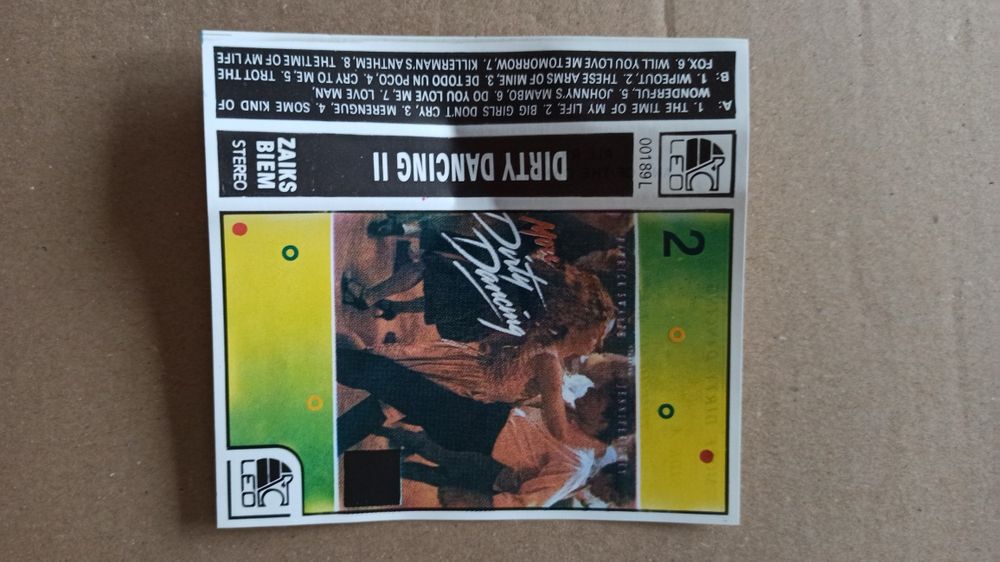 2
PATRICK SWAYZE JENNIFER GREY
More
Dirty
Dancing
LEO
LEO
00189L
DIRTY DANCING II
ZAIKS
BIEM
STEREO
A: 1. THE TIME OF MY LIFE, 2. BIG GIRLS DON'T CRY, 3. MERENGUE, 4. SOME KIND OF
WONDERFUL, 5. JOHNNY'S MAMBO, 6. DO YOU LOVE ME, 7. LOVE MAN,
B: 1. WIPEOUT, 2. THESE ARMS OF MINE, 3. DE TODO UN POCO, 4. CRY TO ME, 5. TROT THE
FOX, 6. WILL YOU LOVE ME TOMORROW, 7. KILLERMAN'S ANTHEM, 8. THE TIME OF MY LIFE